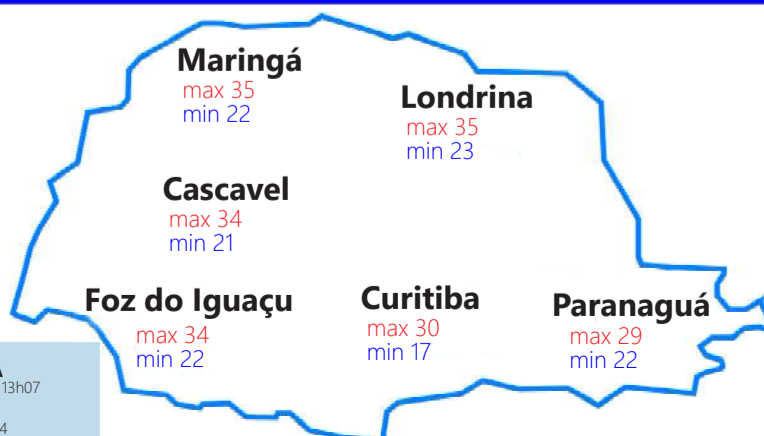 Maringá
max 35
min 22
Londrina
max 35
min 23
Cascavel
max 34
min 21
Foz do Iguaçu
max 34
min 22
Curitiba
max 30
min 17
Paranaguá
max 29
min 22
13h07
4